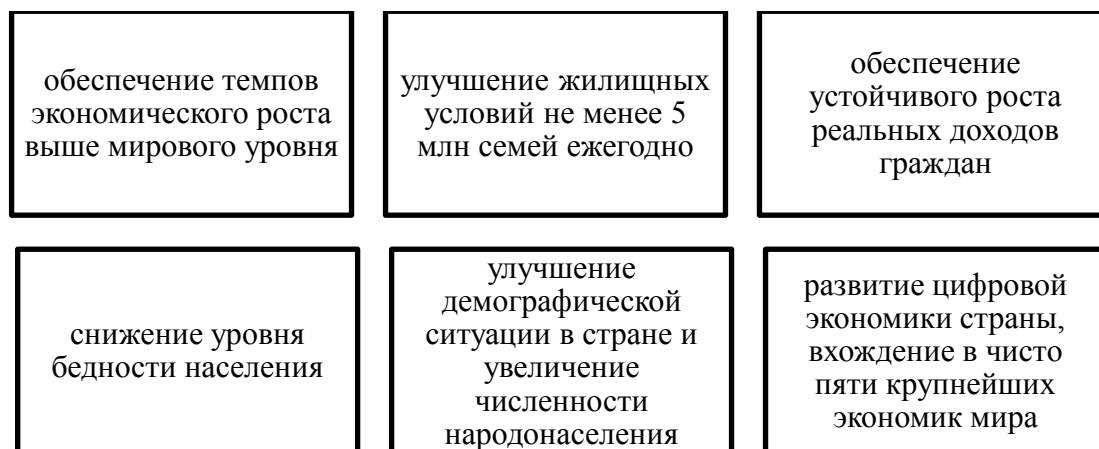 обеспечение темпов
экономического роста
выше мирового уровня
улучшение жилищных
условий не менее 5
млн семей ежегодно
обеспечение
устойчивого роста
реальных доходов
граждан
снижение уровня
бедности населения
улучшение
демографической
ситуации в стране и
увеличение
численности
народонаселения
развитие цифровой
экономики страны,
вхождение в чисто
пяти крупнейших
экономик мира